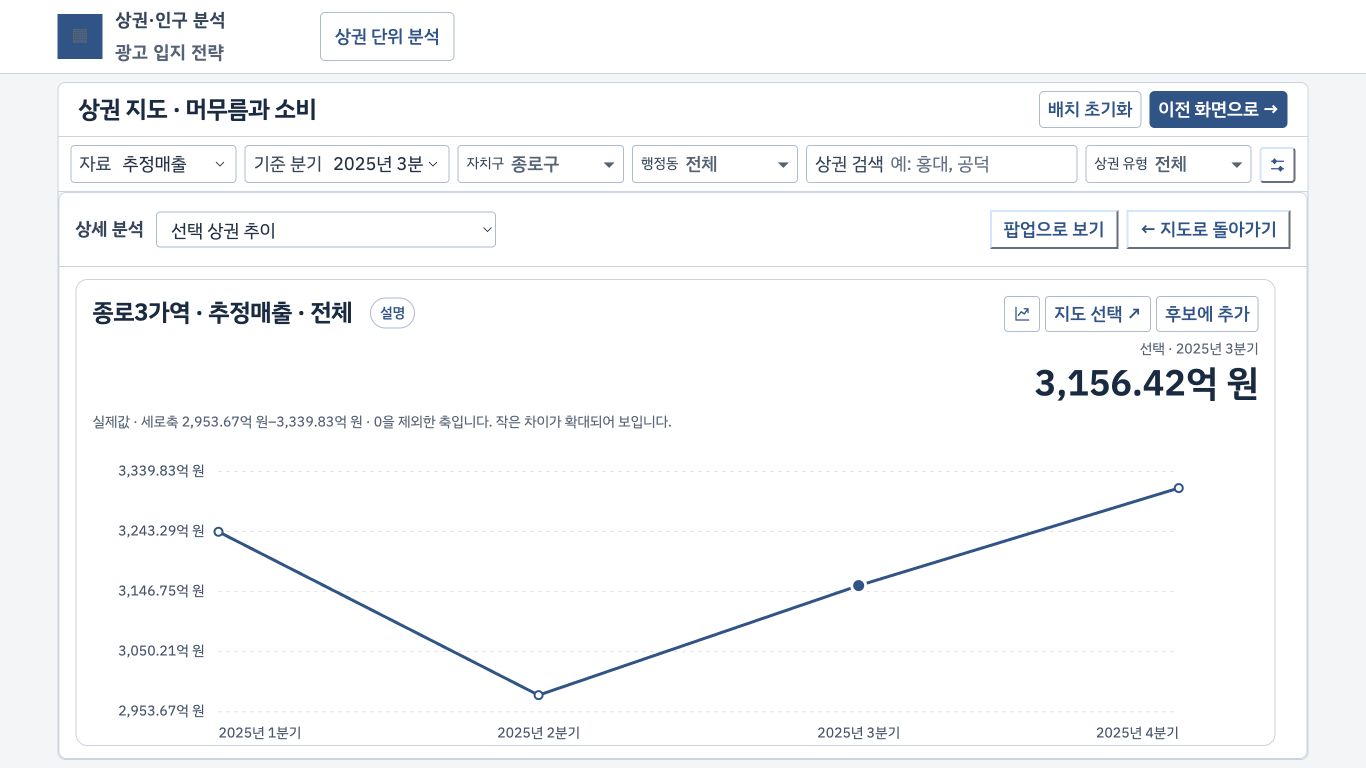 상권·인구 분석
광고 입지 전략
상권 단위 분석
상권 지도 · 머무름과 소비
배치 초기화
이전 화면으로 →
자료 추정매출
기준 분기 2025년 3분
자치구 종로구
행정동 전체
상권 검색 예: 홍대, 공덕
상권 유형 전체
상세 분석
선택 상권 추이
팝업으로 보기
← 지도로 돌아가기
종로3가역 · 추정매출 · 전체
설명
지도 선택 ↗
후보에 추가
선택 · 2025년 3분기
3,156.42억 원
실제값 · 세로축 2,953.67억 원–3,339.83억 원 · 0을 제외한 축입니다. 작은 차이가 확대되어 보입니다.
3,339.83억 원
3,243.29억 원
3,146.75억 원
3,050.21억 원
2,953.67억 원
2025년 1분기
2025년 2분기
2025년 3분기
2025년 4분기